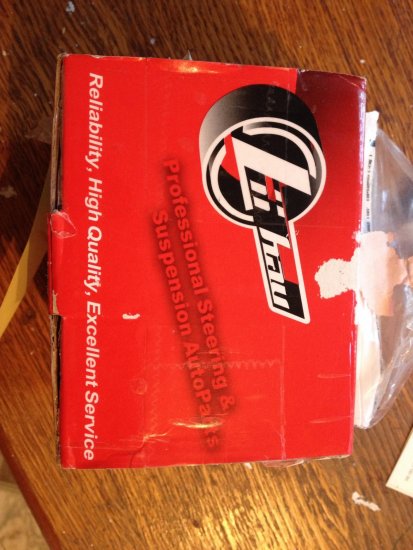 Professional Steering &
Suspension AutoParts
Reliability, High Quality, Excellent Service